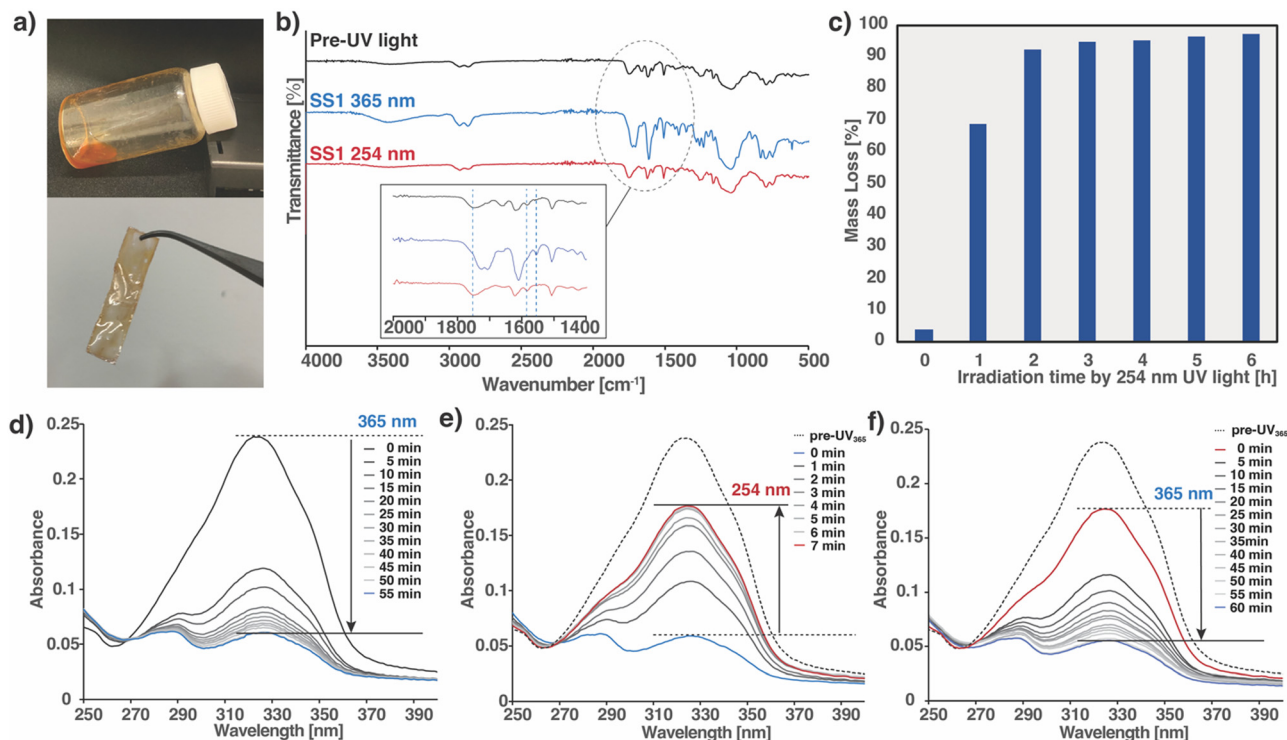 a)
b)
Pre-UV light
SS1 365 nm
SS1 254 nm
Transmittance [%]
2000 1800 1600 1400
4000 3500 3000 2500 2000 1500 1000 500
Wavenumber [cm⁻¹]
c)
100
90
80
70
60
50
40
30
20
10
0
Mass Loss [%]
0 1 2 3 4 5 6
Irradiation time by 254 nm UV light [h]
d)
0.25
0.2
0.15
0.1
0.05
0
Absorbance
365 nm
0 min
5 min
10 min
15 min
20 min
25 min
30 min
35 min
40 min
45 min
50 min
55 min
250 270 290 310 330 350 370 390
Wavelength [nm]
e)
0.25
0.2
0.15
0.1
0.05
0
Absorbance
pre-UV₃₆₅
0 min
1 min
2 min
3 min
4 min
5 min
6 min
7 min
254 nm
250 270 290 310 330 350 370 390
Wavelength [nm]
f)
0.25
0.2
0.15
0.1
0.05
0
Absorbance
pre-UV₃₆₅
0 min
5 min
10 min
15 min
20 min
25 min
30 min
35min
40 min
45 min
50 min
55 min
60 min
365 nm
250 270 290 310 330 350 370 390
Wavelength [nm]